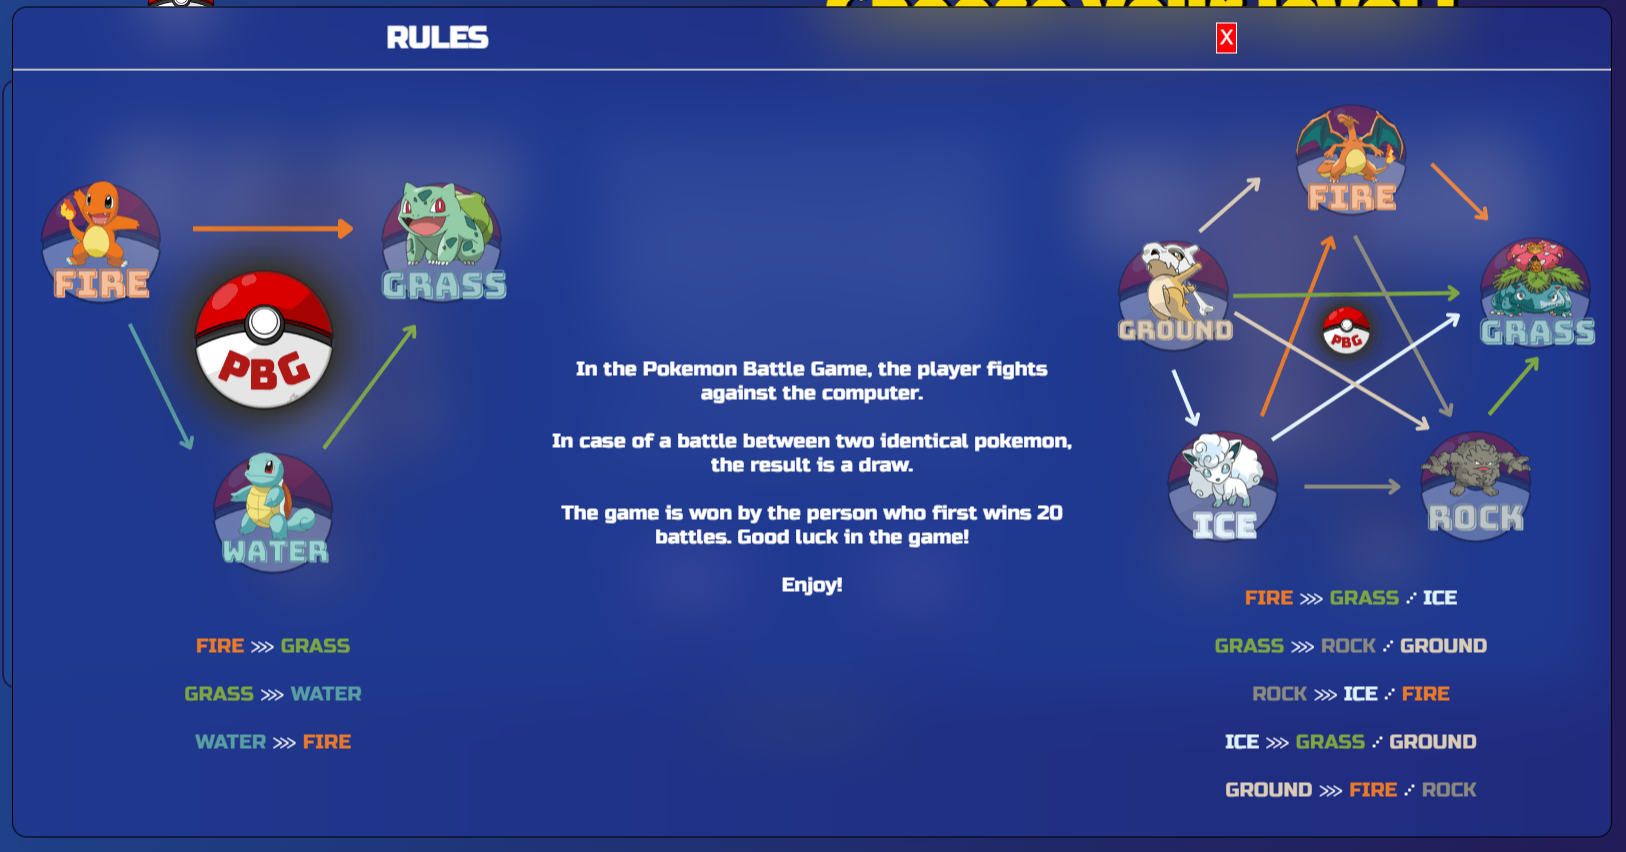 Choose your level!
RULES
X
FIRE
GRASS
PBG
WATER
FIRE >>> GRASS
GRASS >>> WATER
WATER >>> FIRE
In the Pokemon Battle Game, the player fights
against the computer.
In case of a battle between two identical pokemon,
the result is a draw.
The game is won by the person who first wins 20
battles. Good luck in the game!
Enjoy!
FIRE
GROUND
GRASS
PBG
ICE
ROCK
FIRE >>> GRASS ⋰ ICE
GRASS >>> ROCK ⋰ GROUND
ROCK >>> ICE ⋰ FIRE
ICE >>> GRASS ⋰ GROUND
GROUND >>> FIRE ⋰ ROCK